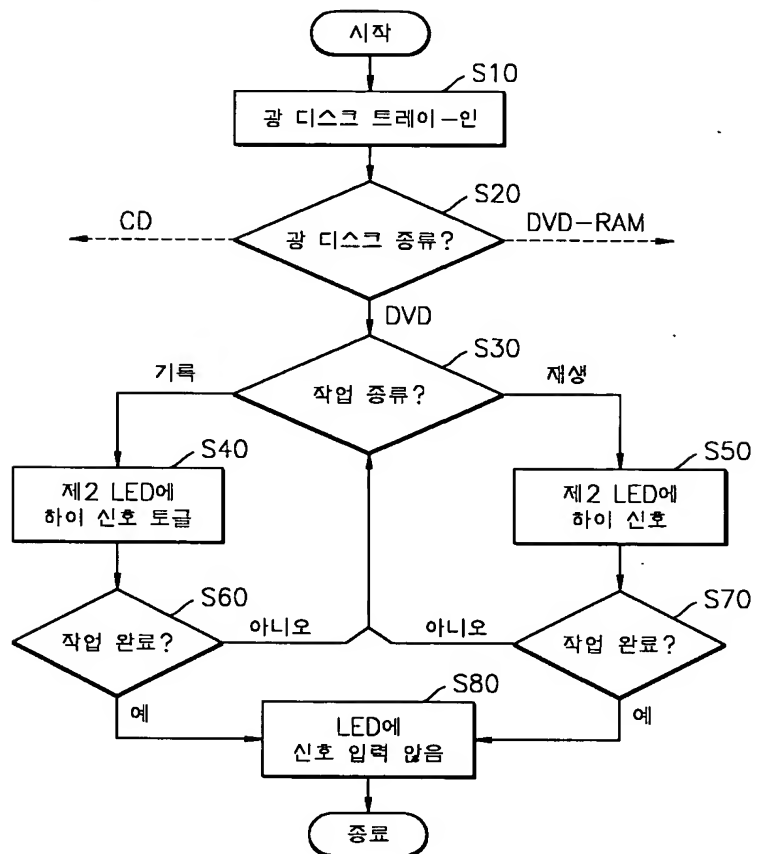 시작
S10
광 디스크 트레이-인
S20
CD
광 디스크 종류?
DVD-RAM
DVD
S30
기록
작업 종류?
재생
S40
제2 LED에
하이 신호 토글
S50
제2 LED에
하이 신호
S60
작업 완료?
아니오
아니오
S70
작업 완료?
예
S80
LED에
신호 입력 않음
예
종료